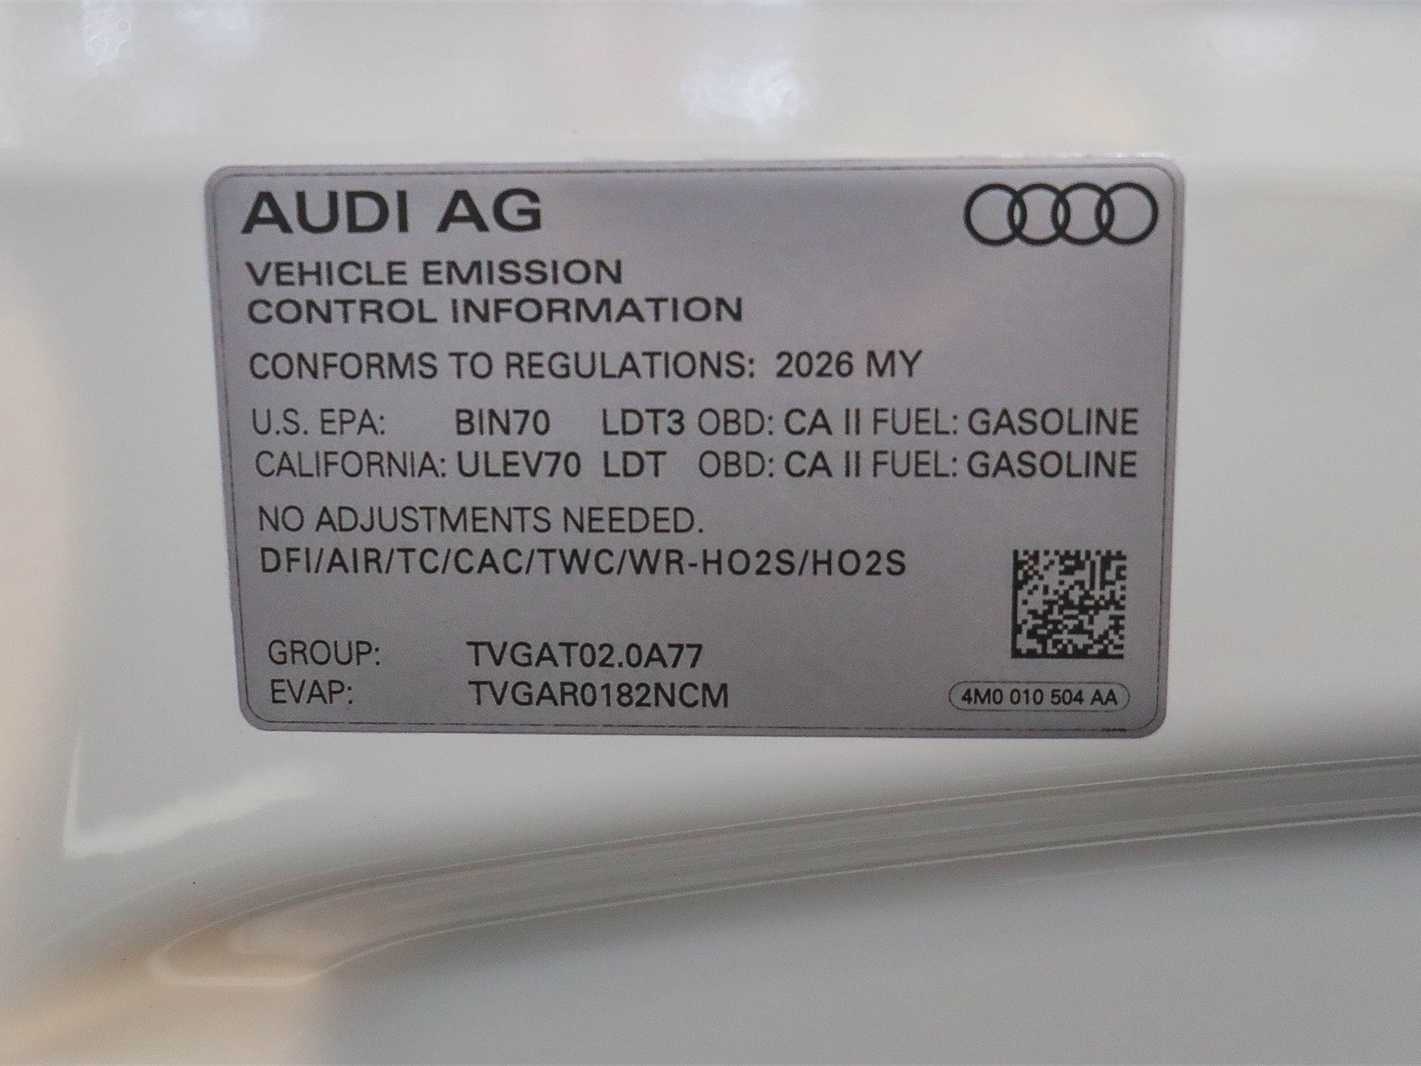 AUDI AG
VEHICLE EMISSION
CONTROL INFORMATION
CONFORMS TO REGULATIONS: 2026 MY
U.S. EPA: BIN70 LDT3 OBD: CA II FUEL: GASOLINE
CALIFORNIA: ULEV70 LDT OBD: CA II FUEL: GASOLINE
NO ADJUSTMENTS NEEDED.
DFI/AIR/TC/CAC/TWC/WR-HO2S/HO2S
GROUP: TVGAT02.0A77
EVAP: TVGAR0182NCM
4M0 010 504 AA